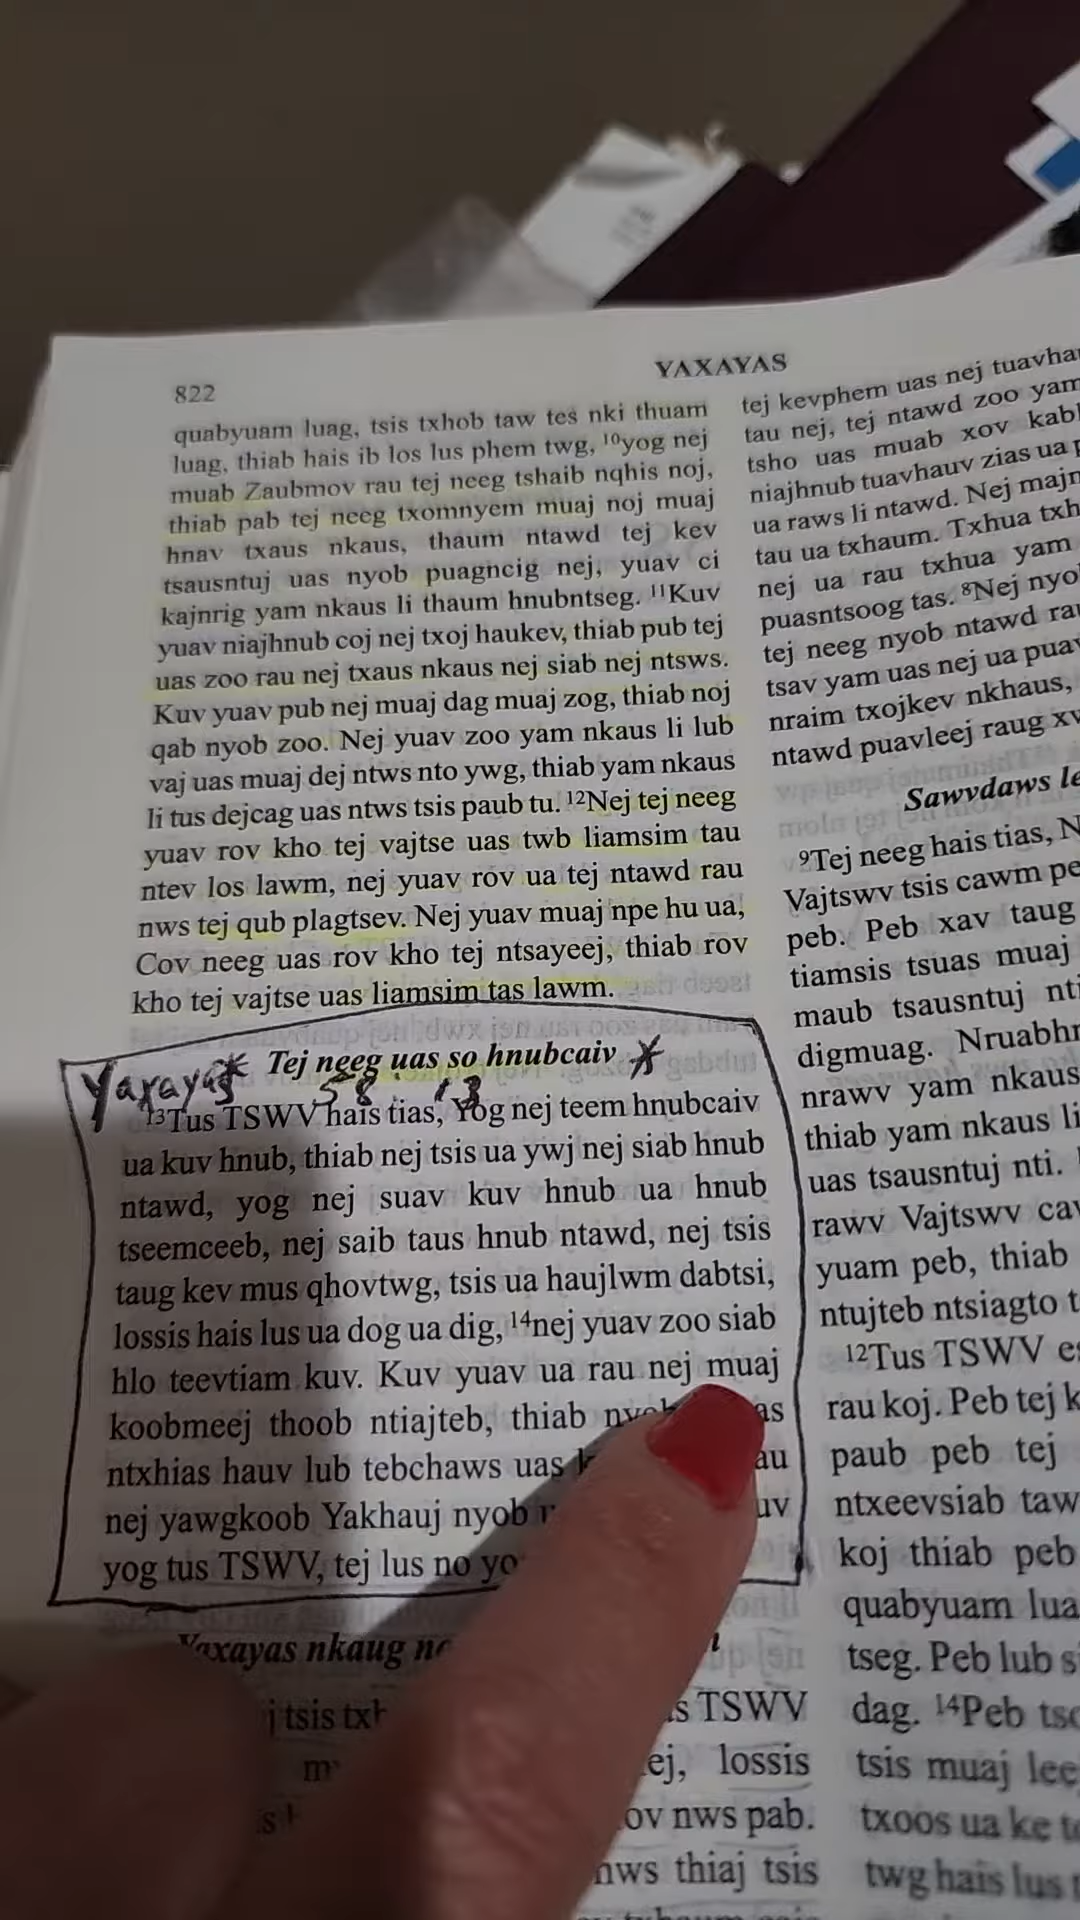 822
YAXAYAS
quabyuam luag, tsis txhob taw tes nki thuam
luag, thiab hais ib los lus phem twg, ¹⁰yog nej
muab Zaubmov rau tej neeg tshaib nqhis noj,
thiab pab tej neeg txomnyem muaj noj muaj
hnav txaus nkaus, thaum ntawd tej kev
tsausntuj uas nyob puagncig nej, yuav ci
kajnrig yam nkaus li thaum hnubntseg. ¹¹Kuv
yuav niajhnub coj nej txoj haukev, thiab pub tej
uas zoo rau nej txaus nkaus nej siab nej ntsws.
Kuv yuav pub nej muaj dag muaj zog, thiab noj
qab nyob zoo. Nej yuav zoo yam nkaus li lub
vaj uas muaj dej ntws nto ywg, thiab yam nkaus
li tus dejcag uas ntws tsis paub tu. ¹²Nej tej neeg
yuav rov kho tej vajtse uas twb liamsim tau
ntev los lawm, nej yuav rov ua tej ntawd rau
nws tej qub plagtsev. Nej yuav muaj npe hu ua,
Cov neeg uas rov kho tej ntsayeej, thiab rov
kho tej vajtse uas liamsim tas lawm.
Tej neeg uas so hnubcaiv
Yaxayas 58 13
¹³Tus TSWV hais tias, Yog nej teem hnubcaiv
ua kuv hnub, thiab nej tsis ua ywj nej siab hnub
ntawd, yog nej suav kuv hnub ua hnub
tseemceeb, nej saib taus hnub ntawd, nej tsis
taug kev mus qhovtwg, tsis ua haujlwm dabtsi,
lossis hais lus ua dog ua dig, ¹⁴nej yuav zoo siab
hlo teevtiam kuv. Kuv yuav ua rau nej muaj
koobmeej thoob ntiajteb, thiab
ntxhias hauv lub tebchaws uas
nej yawgkoob Yakhauj nyob
yog tus TSWV, tej lus no
Yaxayas nkaug
tsis
TSWV
lossis
nws pab.
nws thiaj tsis
tej kevphem uas nej
tau nej, tej ntawd zoo yam
tsho uas muab xov
niajhnub tuavhauv zias ua
ua raws li ntawd. Nej
tau ua txhaum. Txhua
nej ua rau txhua yam
puasntsoog tas. ⁸Nej
tej neeg nyob ntawd
tsav yam uas nej ua
nraim txojkev nkhaus,
ntawd puavleej raug
Sawvdaws
⁹Tej neeg hais tias,
Vajtswv tsis cawm
peb. Peb xav taug
tiamsis tsuas muaj
maub tsausntuj
digmuag.
nrawv yam nkaus
thiab yam nkaus
uas tsausntuj nti.
rawv Vajtswv
yuam peb, thiab
ntujteb ntsiagto
¹²Tus TSWV
rau koj. Peb tej
paub peb tej
ntxeevsiab
koj thiab peb
quabyuam
tseg. Peb lub
dag. ¹⁴Peb
tsis muaj
txoos ua ke
twg hais lus